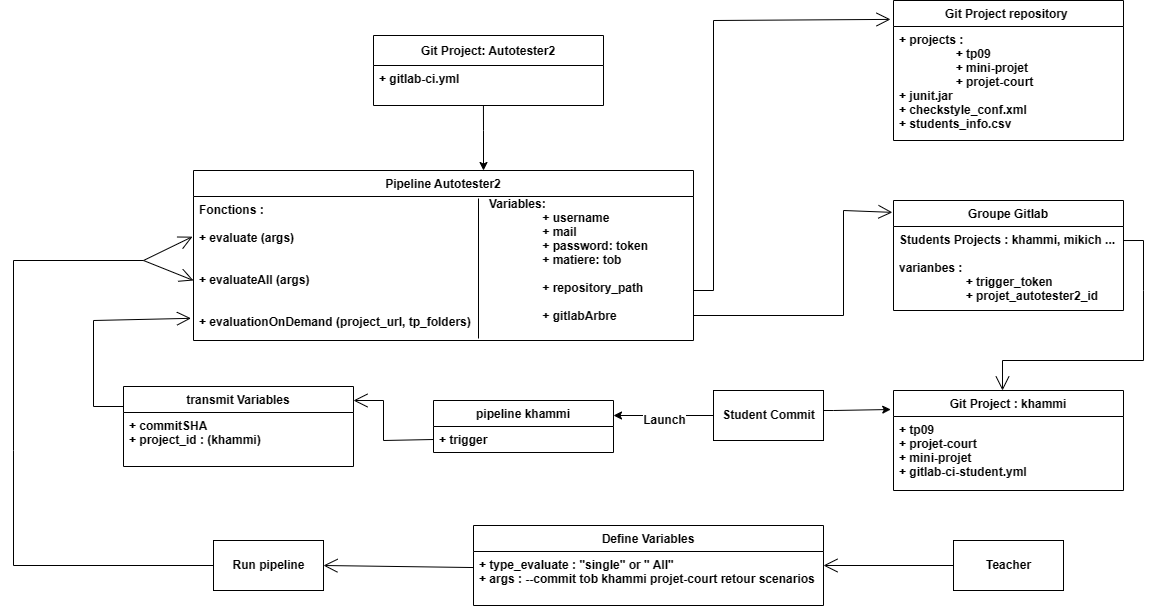 Git Project repository
+ projects :
+ tp09
+ mini-projet
+ projet-court
+ junit.jar
+ checkstyle_conf.xml
+ students_info.csv
Git Project: Autotester2
+ gitlab-ci.yml
Pipeline Autotester2
Fonctions :
+ evaluate (args)
+ evaluateAll (args)
+ evaluationOnDemand (project_url, tp_folders)
Variables:
+ username
+ mail
+ password: token
+ matiere: tob
+ repository_path
+ gitlabArbre
Groupe Gitlab
Students Projects : khammi, mikich ...
varianbes :
+ trigger_token
+ projet_autotester2_id
transmit Variables
+ commitSHA
+ project_id : (khammi)
pipeline khammi
+ trigger
Launch
Student Commit
Git Project : khammi
+ tp09
+ projet-court
+ mini-projet
+ gitlab-ci-student.yml
Run pipeline
Define Variables
+ type_evaluate : "single" or " All"
+ args : --commit tob khammi projet-court retour scenarios
Teacher